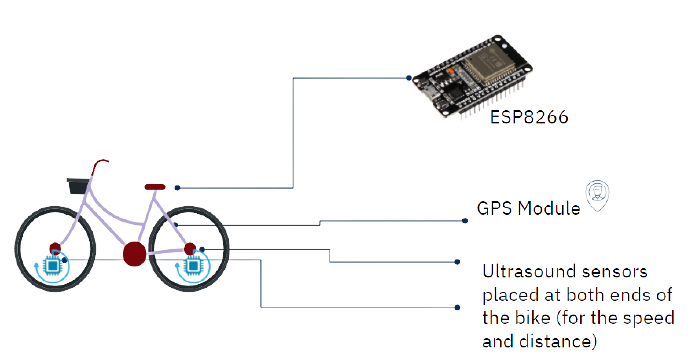 ESP8266
GPS Module
Ultrasound sensors
placed at both ends of
the bike (for the speed
and distance)